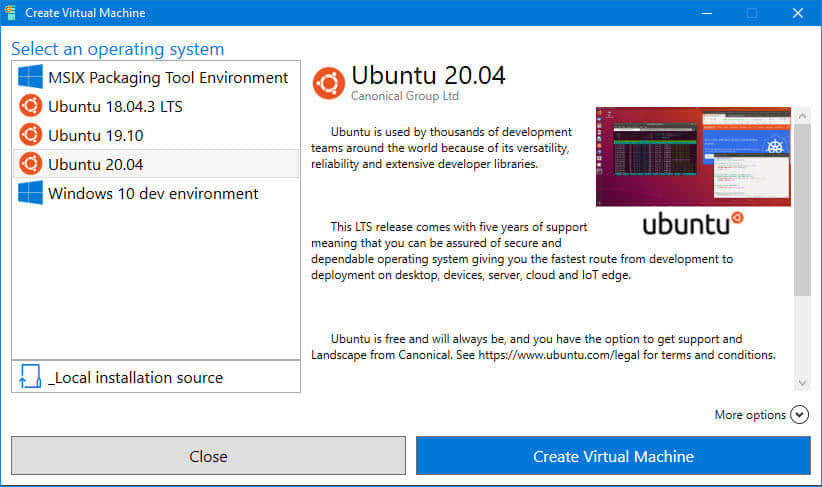 Create Virtual Machine
Select an operating system
MSIX Packaging Tool Environment
Ubuntu 18.04.3 LTS
Ubuntu 19.10
Ubuntu 20.04
Windows 10 dev environment
_Local installation source
Ubuntu 20.04
Canonical Group Ltd
Ubuntu is used by thousands of development
teams around the world because of its versatility,
reliability and extensive developer libraries.
ubuntu
This LTS release comes with five years of support
meaning that you can be assured of secure and
dependable operating system giving you the fastest route from development to
deployment on desktop, devices, server, cloud and IoT edge.
Ubuntu is free and will always be, and you have the option to get support and
Landscape from Canonical. See https://www.ubuntu.com/legal for terms and conditions.
More options
Close
Create Virtual Machine